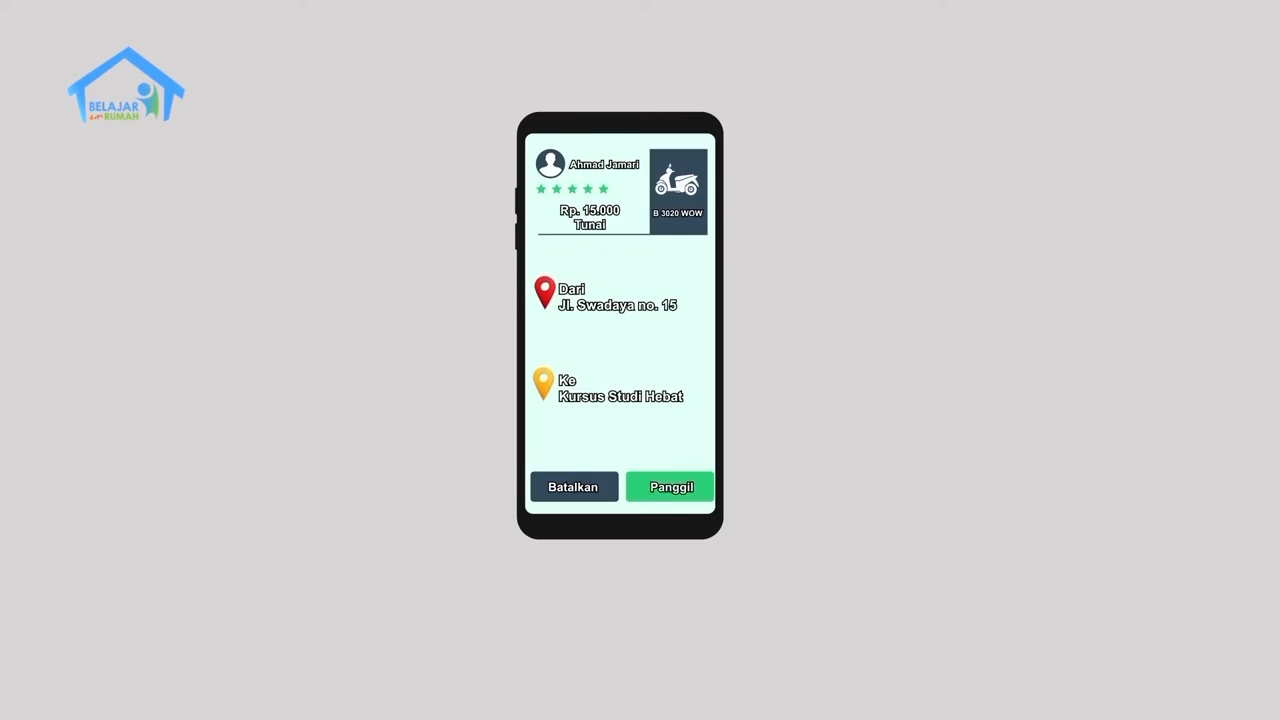 BELAJAR
dari RUMAH
Ahmad Jamari
Rp. 15.000
Tunai
B 3020 WOW
Dari
Jl. Swadaya no. 15
Ke
Kursus Studi Hebat
Batalkan
Panggil